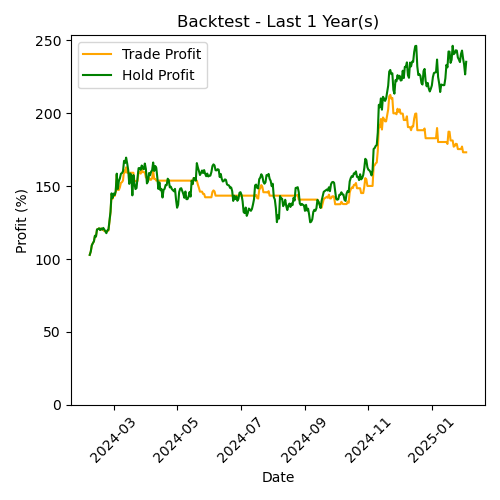 Backtest - Last 1 Year(s)
Trade Profit
Hold Profit
Profit (%)
250
200
150
100
50
0
2024-03
2024-05
2024-07
2024-09
2024-11
2025-01
Date